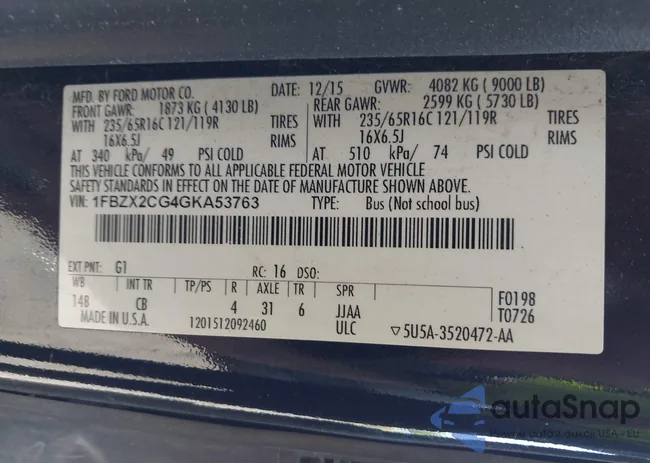 MFD. BY FORD MOTOR CO. DATE: 12/15 GVWR: 4082 KG ( 9000 LB)
FRONT GAWR: 1873 KG ( 4130 LB) REAR GAWR: 2599 KG ( 5730 LB)
WITH 235/65R16C 121/119R TIRES WITH 235/65R16C 121/119R TIRES
16X6.5J RIMS 16X6.5J RIMS
AT 340 kPa/ 49 PSI COLD AT 510 kPa/ 74 PSI COLD
THIS VEHICLE CONFORMS TO ALL APPLICABLE FEDERAL MOTOR VEHICLE
SAFETY STANDARDS IN EFFECT ON THE DATE OF MANUFACTURE SHOWN ABOVE.
VIN: 1FBZX2CG4GKA53763 TYPE: Bus (Not school bus)
EXT PNT: G1 RC: 16 DSO:
WB INT TR TP/PS R AXLE TR SPR
148 CB 4 31 6 JJAA F0198
MADE IN U.S.A. 1201512092460 ULC T0726
▽5U5A-3520472-AA
autaSnap